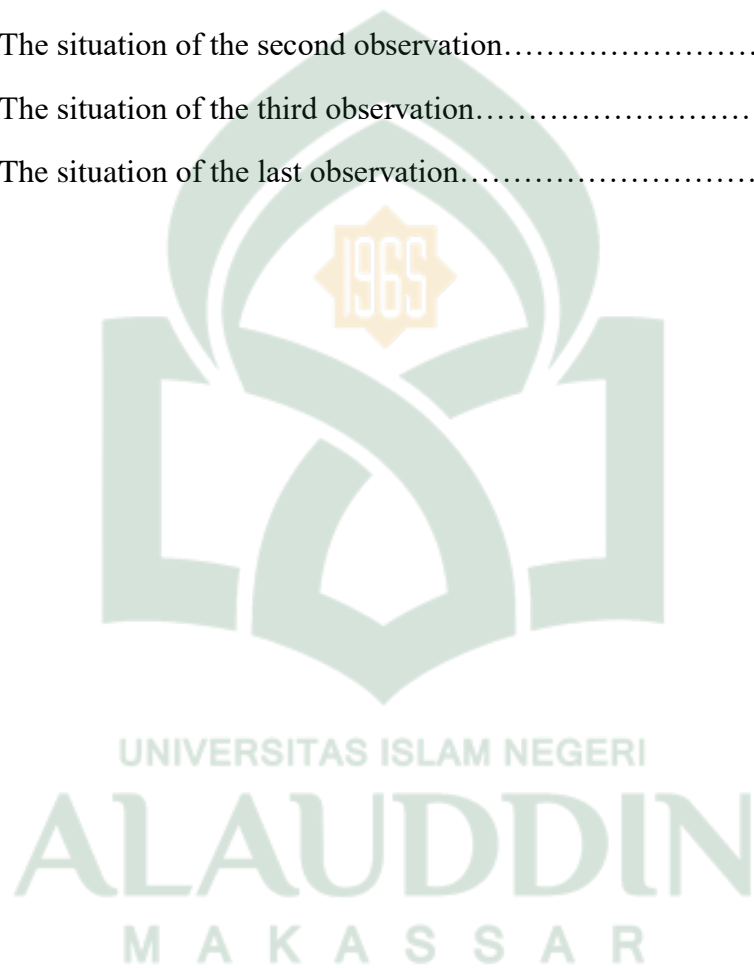 The situation of the second observation……………………
The situation of the third observation………………………
The situation of the last observation…………………………
1965
UNIVERSITAS ISLAM NEGERI
ALAUDDIN
MAKASSAR